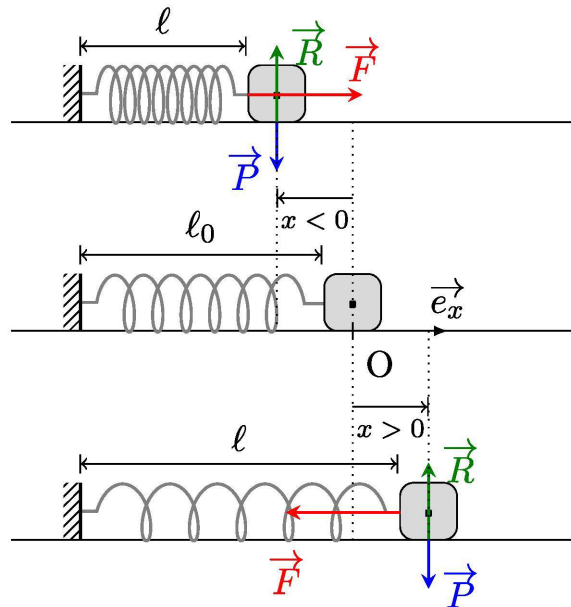 ℓ
R⃗
F⃗
P⃗
x < 0
ℓ₀
e⃗ₓ
O
x > 0
ℓ
R⃗
F⃗
P⃗